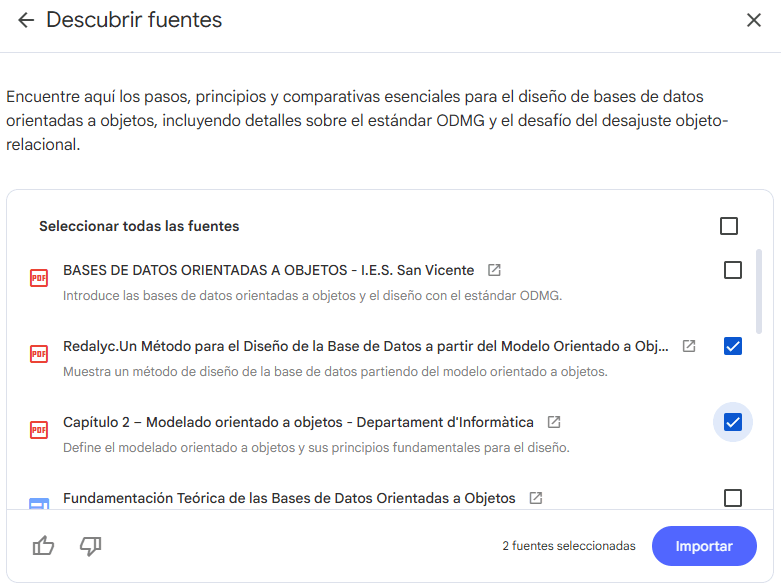 Descubrir fuentes
Encuentre aquí los pasos, principios y comparativas esenciales para el diseño de bases de datos
orientadas a objetos, incluyendo detalles sobre el estándar ODMG y el desafío del desajuste objeto-
relacional.
Seleccionar todas las fuentes
PDF
BASES DE DATOS ORIENTADAS A OBJETOS - I.E.S. San Vicente
Introduce las bases de datos orientadas a objetos y el diseño con el estándar ODMG.
PDF
Redalyc.Un Método para el Diseño de la Base de Datos a partir del Modelo Orientado a Obj...
Muestra un método de diseño de la base de datos partiendo del modelo orientado a objetos.
PDF
Capítulo 2 – Modelado orientado a objetos - Departament d'Informàtica
Define el modelado orientado a objetos y sus principios fundamentales para el diseño.
Fundamentación Teórica de las Bases de Datos Orientadas a Objetos
2 fuentes seleccionadas
Importar